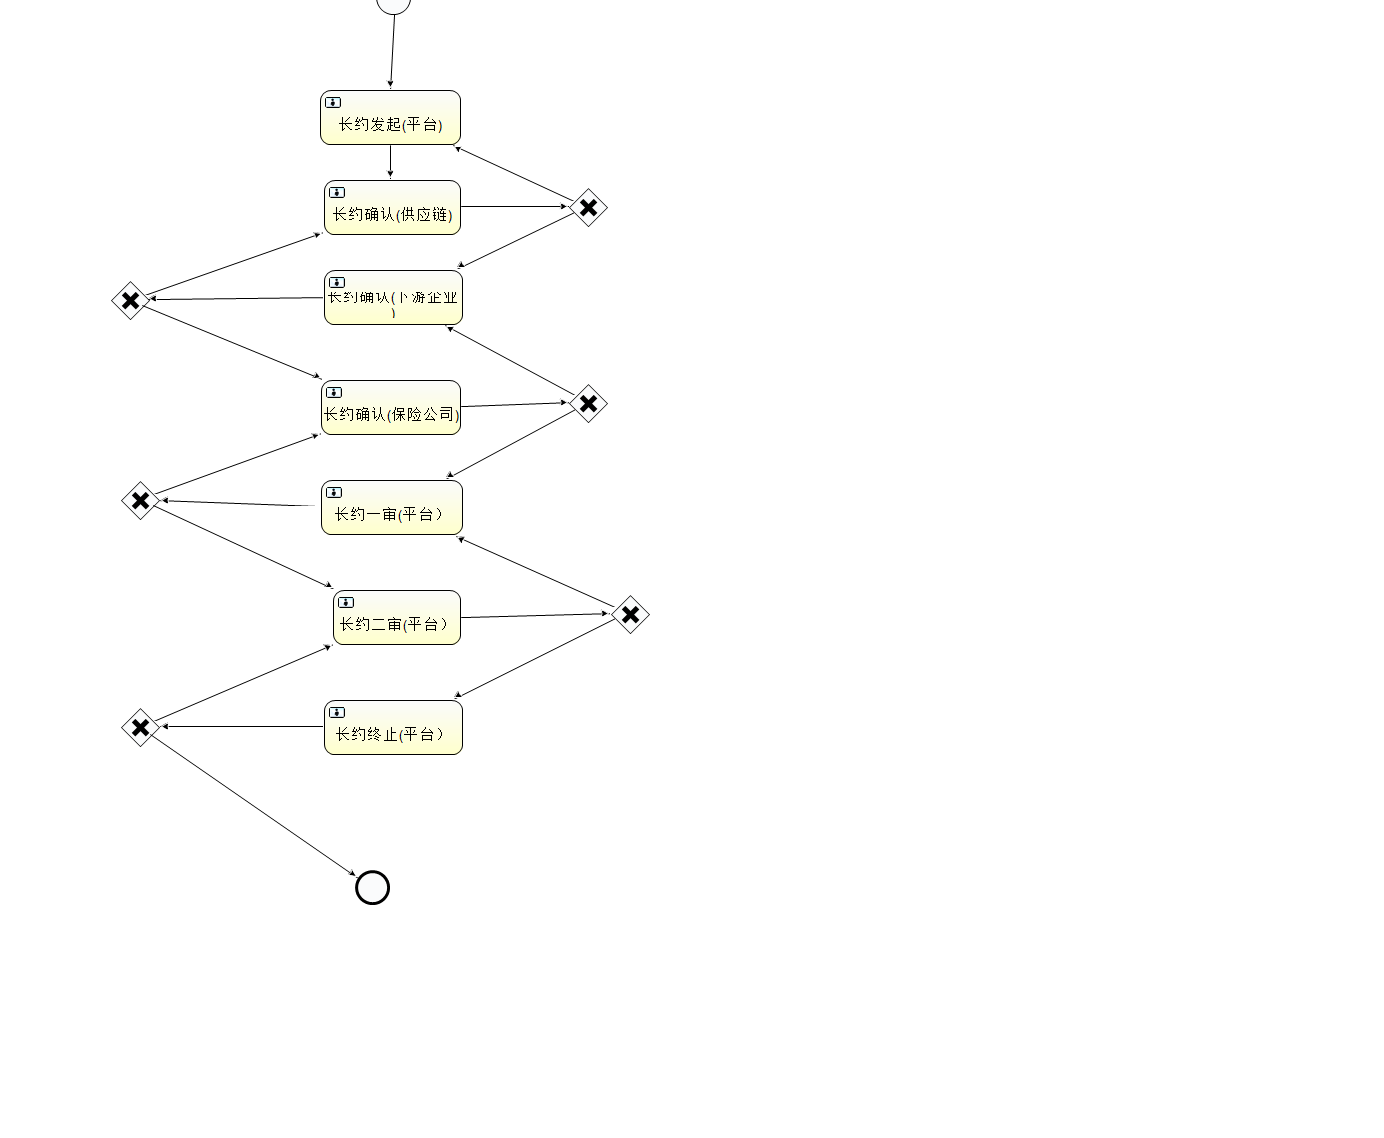 长约发起(平台)
长约确认(供应链)
长约确认(下游企业
)
长约确认(保险公司)
长约一审(平台）
长约二审(平台）
长约终止(平台）